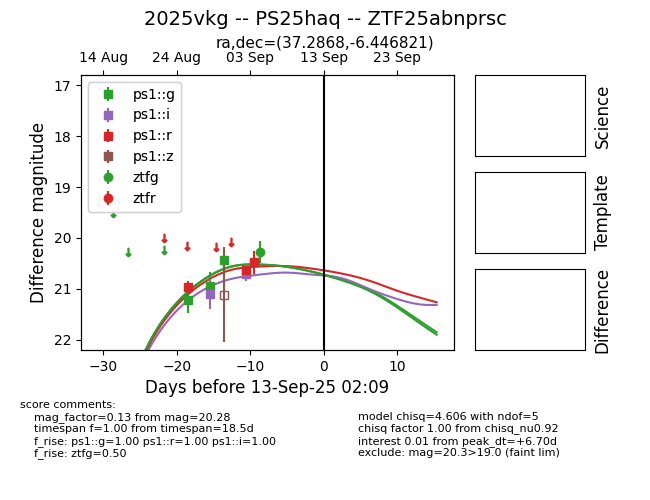 2025vkg -- PS25haq -- ZTF25abnprsc
ra,dec=(37.2868,-6.446821)
14 Aug 24 Aug 03 Sep 13 Sep 23 Sep
17
18
19
20
21
22
Difference magnitude
ps1::g
ps1::i
ps1::r
ps1::z
ztfg
ztfr
−30 −20 −10 0 10
Days before 13-Sep-25 02:09
Science
Template
Difference
score comments:
mag_factor=0.13 from mag=20.28
timespan f=1.00 from timespan=18.5d
f_rise: ps1::g=1.00 ps1::r=1.00 ps1::i=1.00
f_rise: ztfg=0.50
model chisq=4.606 with ndof=5
chisq factor 1.00 from chisq_nu0.92
interest 0.01 from peak_dt=+6.70d
exclude: mag=20.3>19.0 (faint lim)